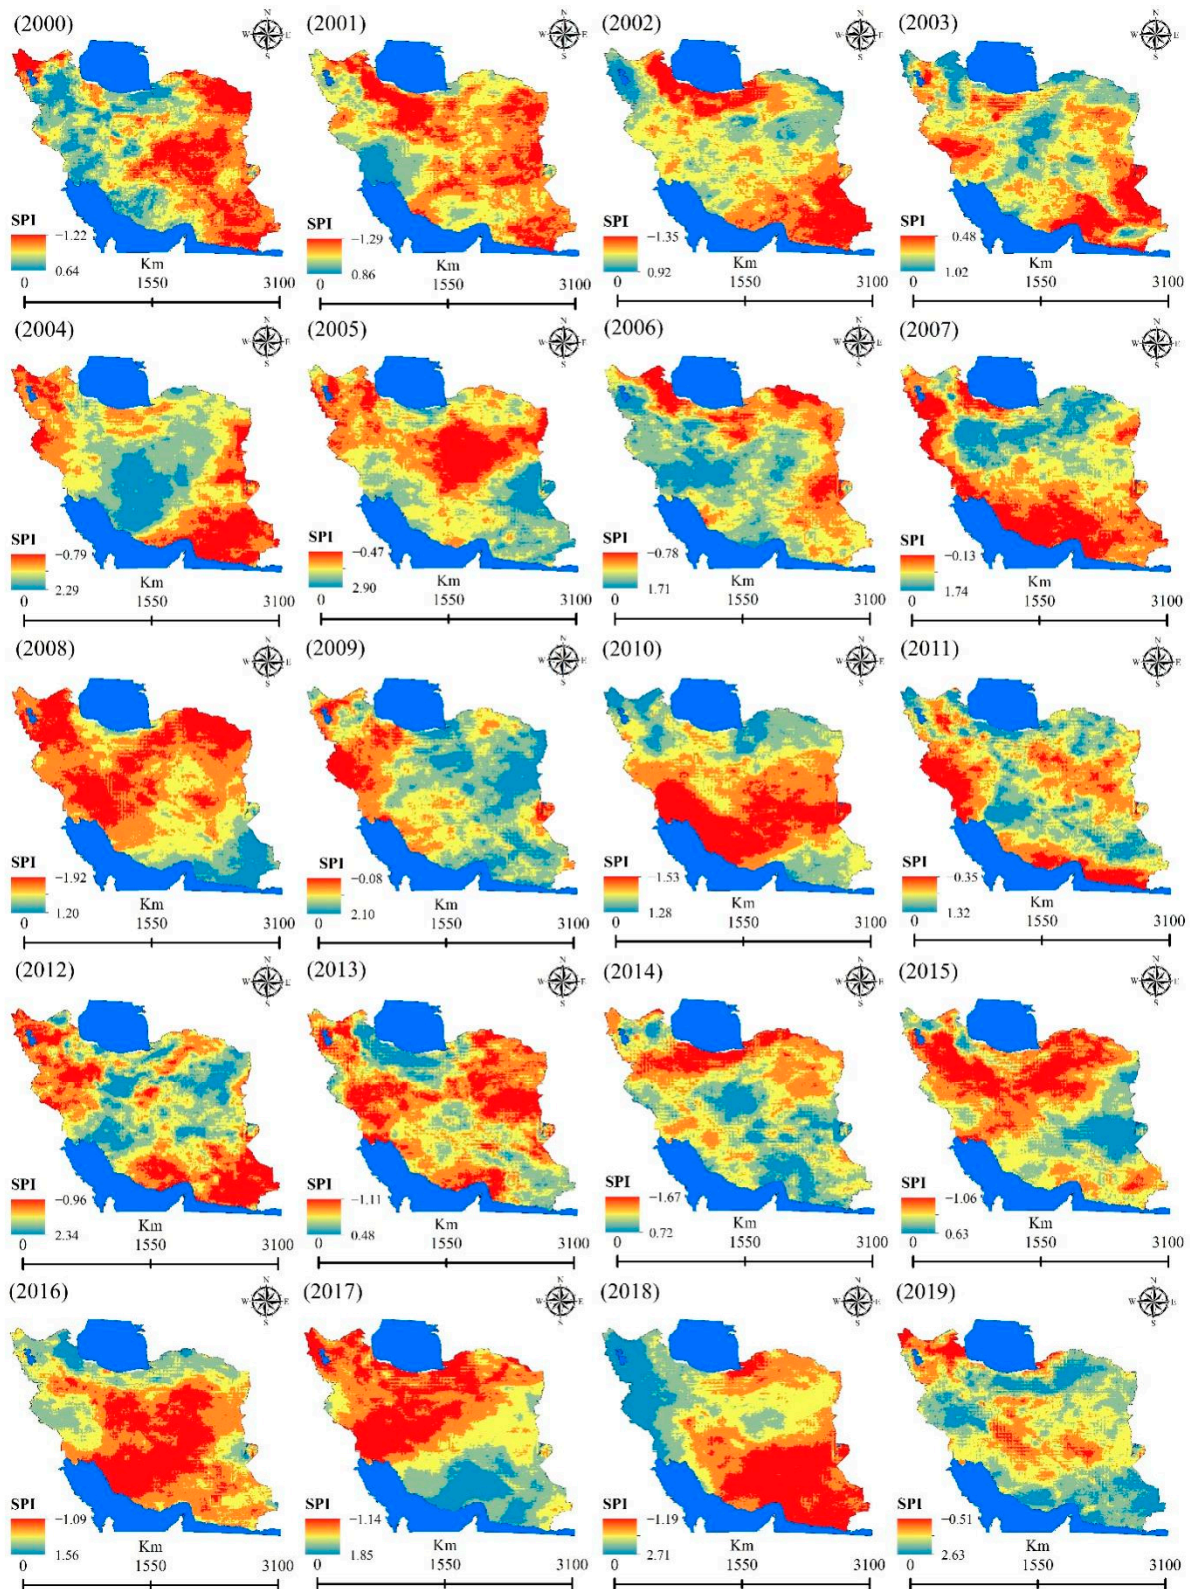 (2000)
N
W E
S
SPI
−1.22
0.64
Km
0 1550 3100
(2001)
N
W E
S
SPI
−1.29
0.86
Km
0 1550 3100
(2002)
N
W E
S
SPI
−1.35
0.92
Km
0 1550 3100
(2003)
N
W E
S
SPI
−0.48
1.02
Km
0 1550 3100
(2004)
N
W E
S
SPI
−0.79
2.29
Km
0 1550 3100
(2005)
N
W E
S
SPI
−0.47
2.90
Km
0 1550 3100
(2006)
N
W E
S
SPI
−0.78
1.71
Km
0 1550 3100
(2007)
N
W E
S
SPI
−0.13
1.74
Km
0 1550 3100
(2008)
N
W E
S
SPI
−1.92
1.20
Km
0 1550 3100
(2009)
N
W E
S
SPI
−0.08
2.10
Km
0 1550 3100
(2010)
N
W E
S
SPI
−1.53
1.28
Km
0 1550 3100
(2011)
N
W E
S
SPI
−0.35
1.32
Km
0 1550 3100
(2012)
N
W E
S
SPI
−0.96
2.34
Km
0 1550 3100
(2013)
N
W E
S
SPI
−1.11
0.48
Km
0 1550 3100
(2014)
N
W E
S
SPI
−1.67
0.72
Km
0 1550 3100
(2015)
N
W E
S
SPI
−1.06
0.63
Km
0 1550 3100
(2016)
N
W E
S
SPI
−1.09
1.56
Km
0 1550 3100
(2017)
N
W E
S
SPI
−1.14
1.85
Km
0 1550 3100
(2018)
N
W E
S
SPI
−1.19
2.71
Km
0 1550 3100
(2019)
N
W E
S
SPI
−0.51
2.63
Km
0 1550 3100